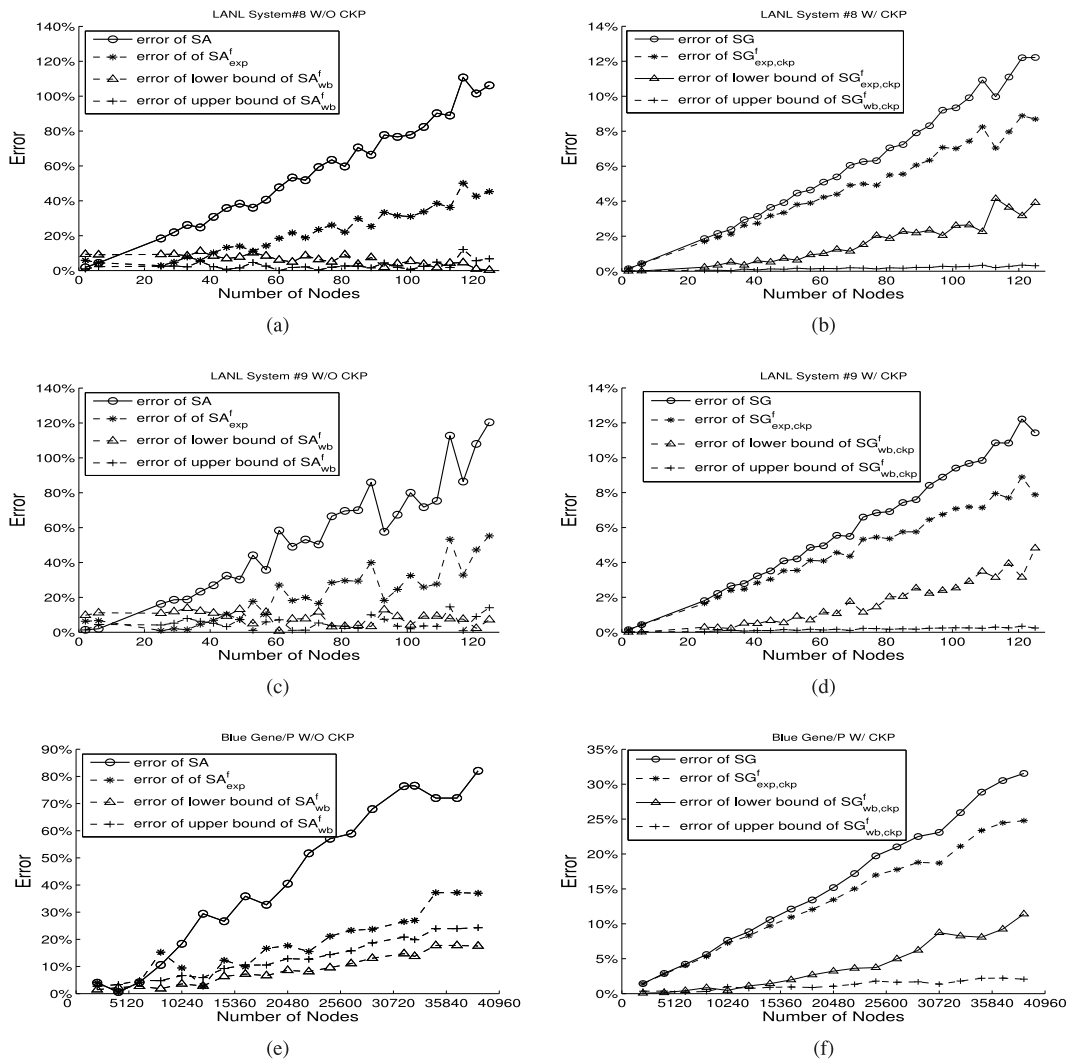 LANL System#8 W/O CKP
140%
120%
100%
80%
60%
40%
20%
0%
Error
error of SA
error of of SA^f_exp
error of lower bound of SA^f_wb
error of upper bound of SA^f_wb
0 20 40 60 80 100 120
Number of Nodes
(a)
LANL System #8 W/ CKP
14%
12%
10%
8%
6%
4%
2%
0%
Error
error of SG
error of SG^f_exp,ckp
error of lower bound of SG^f_exp,ckp
error of upper bound of SG^f_wb,ckp
0 20 40 60 80 100 120
Number of Nodes
(b)
LANL System #9 W/O CKP
140%
120%
100%
80%
60%
40%
20%
0%
Error
error of SA
error of of SA^f_exp
error of lower bound of SA^f_wb
error of upper bound of SA^f_wb
0 20 40 60 80 100 120
Number of Nodes
(c)
LANL System #9 W/ CKP
14%
12%
10%
8%
6%
4%
2%
0%
Error
error of SG
error of SG^f_exp,ckp
error of lower bound of SG^f_wb,ckp
error of upper bound of SG^f_wb,ckp
0 20 40 60 80 100 120
Number of Nodes
(d)
Blue Gene/P W/O CKP
90%
80%
70%
60%
50%
40%
30%
20%
10%
0%
Error
error of SA
error of of SA^f_exp
error of lower bound of SA^f_wb
error of upper bound of SA^f_wb
0 5120 10240 15360 20480 25600 30720 35840 40960
Number of Nodes
(e)
Blue Gene/P W/ CKP
35%
30%
25%
20%
15%
10%
5%
0%
Error
error of SG
error of SG^f_exp,ckp
error of lower bound of SG^f_wb,ckp
error of upper bound of SG^f_wb,ckp
0 5120 10240 15360 20480 25600 30720 35840 40960
Number of Nodes
(f)